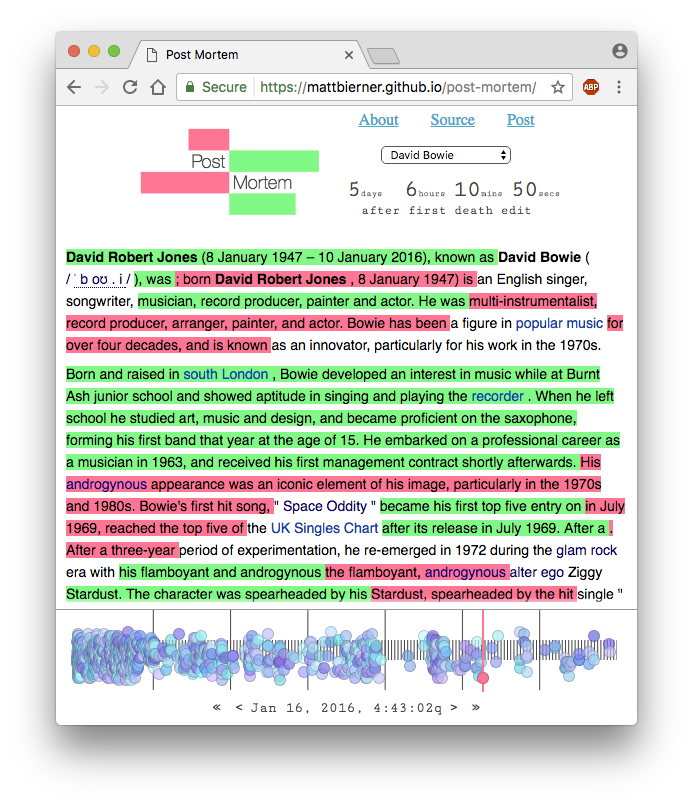 Post Mortem
Secure https://mattbierner.github.io/post-mortem/
ABP
About Source Post
Post
Mortem
David Bowie
5days 6hours 10mins 50secs
after first death edit
David Robert Jones (8 January 1947 – 10 January 2016), known as David Bowie (
/ ˈ b oʊ . i / ), was ; born David Robert Jones , 8 January 1947) is an English singer,
songwriter, musician, record producer, painter and actor. He was multi-instrumentalist,
record producer, arranger, painter, and actor. Bowie has been a figure in popular music for
over four decades, and is known as an innovator, particularly for his work in the 1970s.
Born and raised in south London , Bowie developed an interest in music while at Burnt
Ash junior school and showed aptitude in singing and playing the recorder . When he left
school he studied art, music and design, and became proficient on the saxophone,
forming his first band that year at the age of 15. He embarked on a professional career as
a musician in 1963, and received his first management contract shortly afterwards. His
androgynous appearance was an iconic element of his image, particularly in the 1970s
and 1980s. Bowie's first hit song, " Space Oddity " became his first top five entry on in July
1969, reached the top five of the UK Singles Chart after its release in July 1969. After a .
After a three-year period of experimentation, he re-emerged in 1972 during the glam rock
era with his flamboyant and androgynous the flamboyant, androgynous alter ego Ziggy
Stardust. The character was spearheaded by his Stardust, spearheaded by the hit single "
« < Jan 16, 2016, 4:43:02q > »